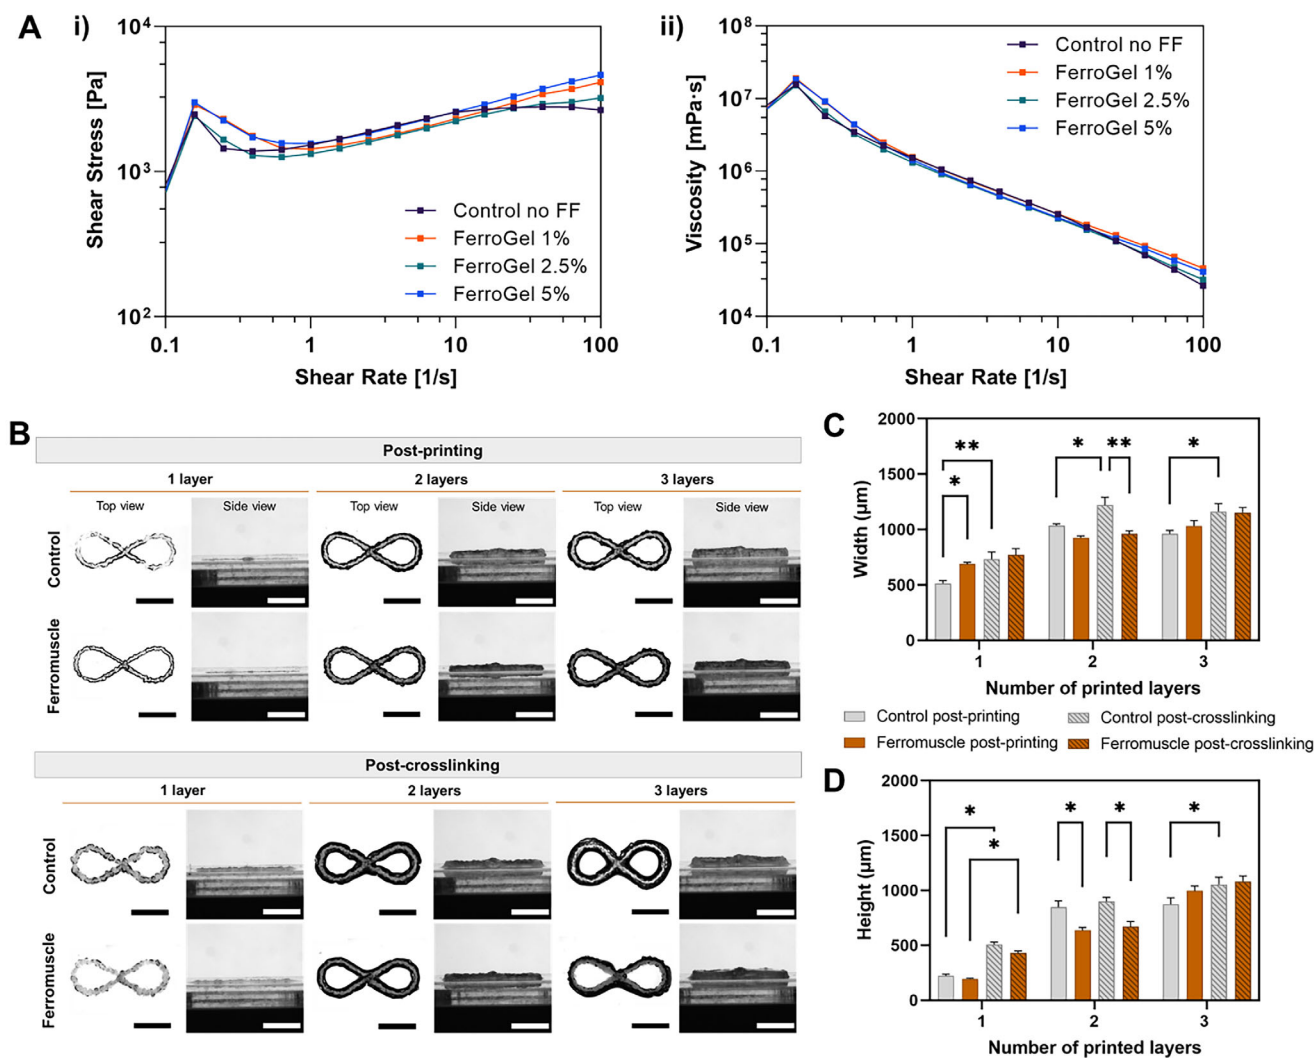 A
i)
10⁴
10³
10²
Shear Stress [Pa]
Control no FF
FerroGel 1%
FerroGel 2.5%
FerroGel 5%
0.1
1
10
100
Shear Rate [1/s]
ii)
10⁸
10⁷
10⁶
10⁵
10⁴
Viscosity [mPa·s]
Control no FF
FerroGel 1%
FerroGel 2.5%
FerroGel 5%
0.1
1
10
100
Shear Rate [1/s]
B
Post-printing
1 layer
2 layers
3 layers
Top view
Side view
Top view
Side view
Top view
Side view
Control
Ferromuscle
Post-crosslinking
1 layer
2 layers
3 layers
Control
Ferromuscle
C
2000
1500
1000
500
0
Width (μm)
**
*
*
**
*
1
2
3
Number of printed layers
Control post-printing
Control post-crosslinking
Ferromuscle post-printing
Ferromuscle post-crosslinking
D
2000
1500
1000
500
0
Height (μm)
*
*
*
*
*
1
2
3
Number of printed layers